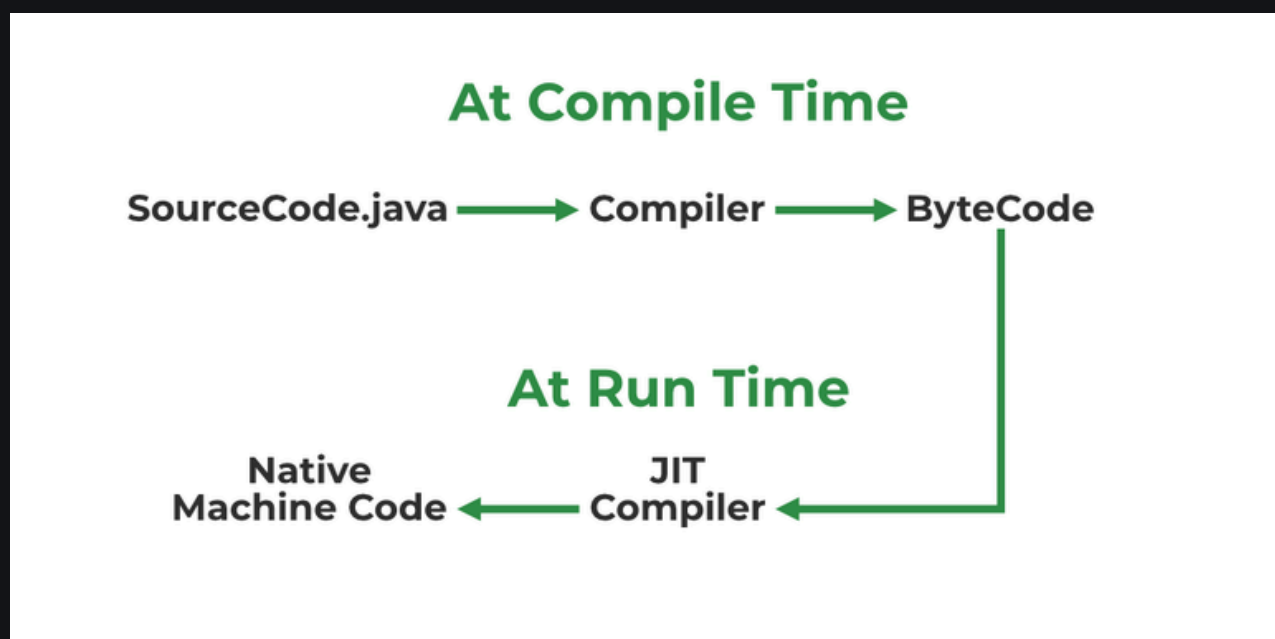 At Compile Time
SourceCode.java Compiler ByteCode
At Run Time
Native JIT
Machine Code Compiler